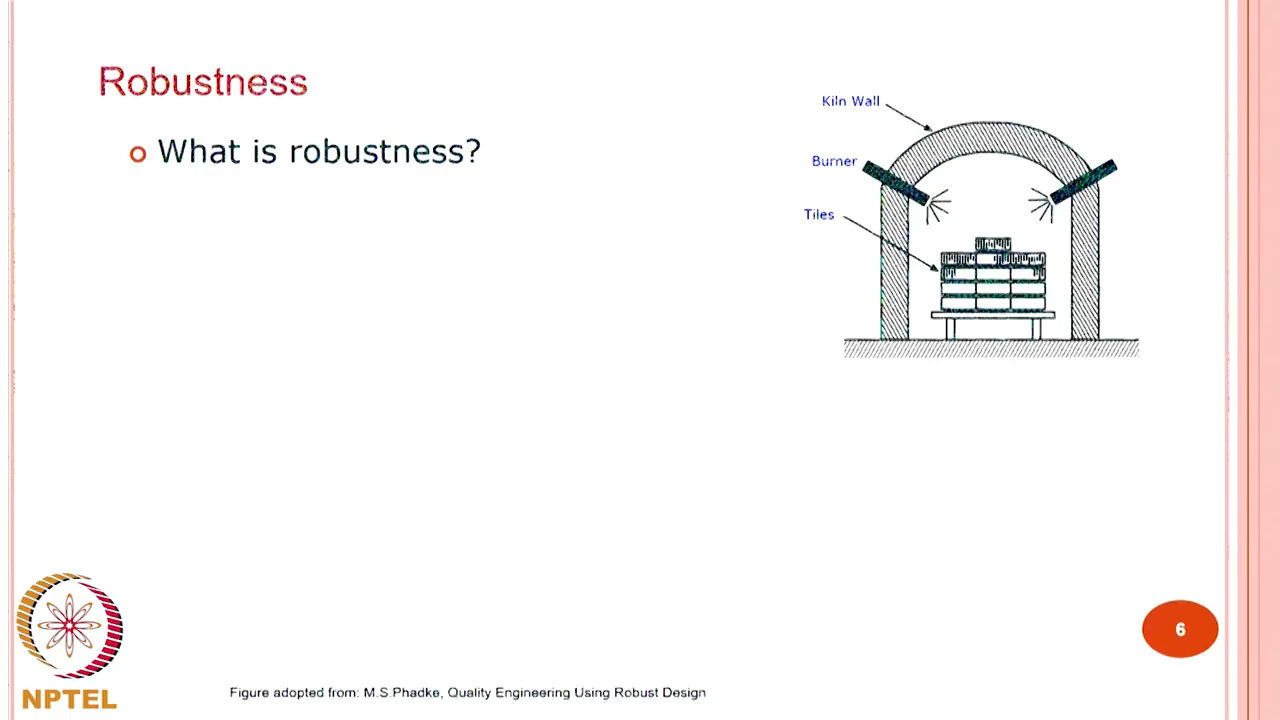 Robustness
What is robustness?
Kiln Wall
Burner
Tiles
6
NPTEL
Figure adopted from: M.S.Phadke, Quality Engineering Using Robust Design